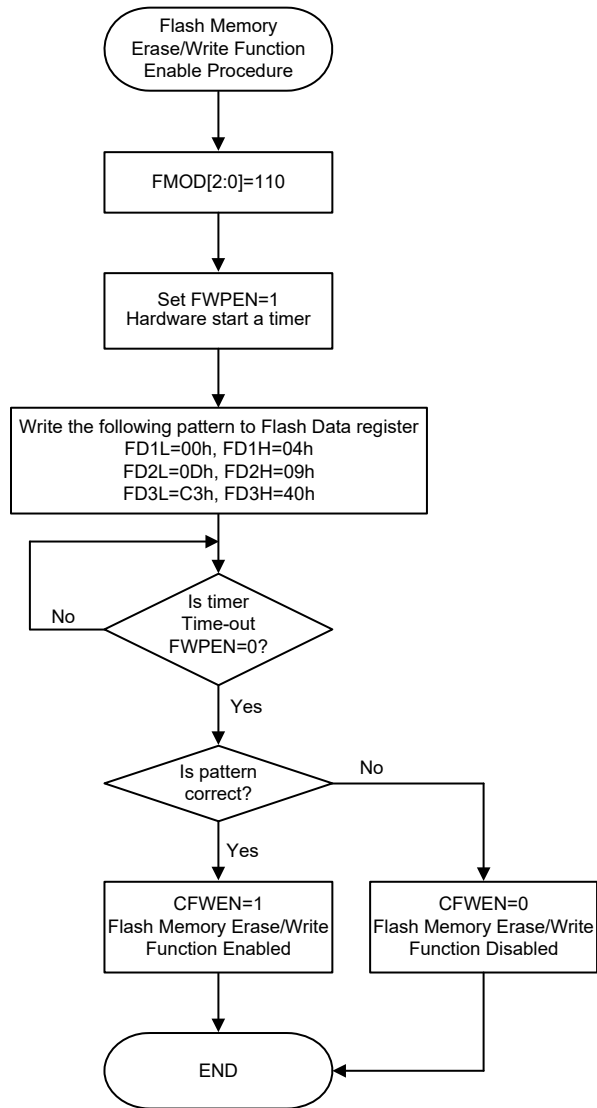 Flash Memory
Erase/Write Function
Enable Procedure
FMOD[2:0]=110
Set FWPEN=1
Hardware start a timer
Write the following pattern to Flash Data register
FD1L=00h, FD1H=04h
FD2L=0Dh, FD2H=09h
FD3L=C3h, FD3H=40h
Is timer
Time-out
FWPEN=0?
No
Yes
Is pattern
correct?
No
Yes
CFWEN=1
Flash Memory Erase/Write
Function Enabled
CFWEN=0
Flash Memory Erase/Write
Function Disabled
END